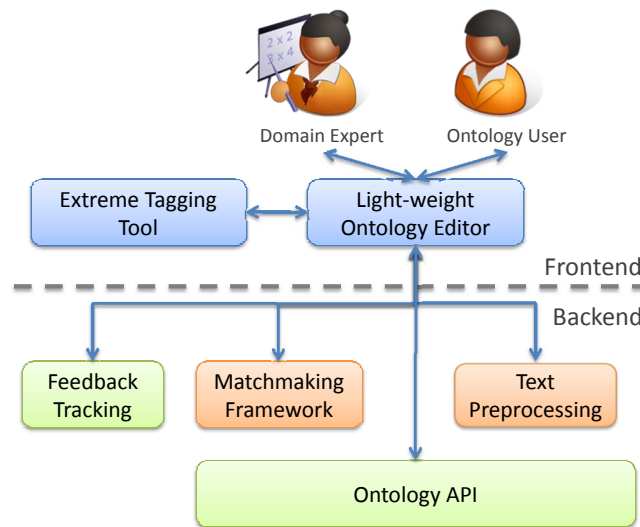 2 x 2
3 x 4
Domain Expert
Ontology User
Extreme Tagging
Tool
Light-weight
Ontology Editor
Frontend
Backend
Feedback
Tracking
Matchmaking
Framework
Text
Preprocessing
Ontology API